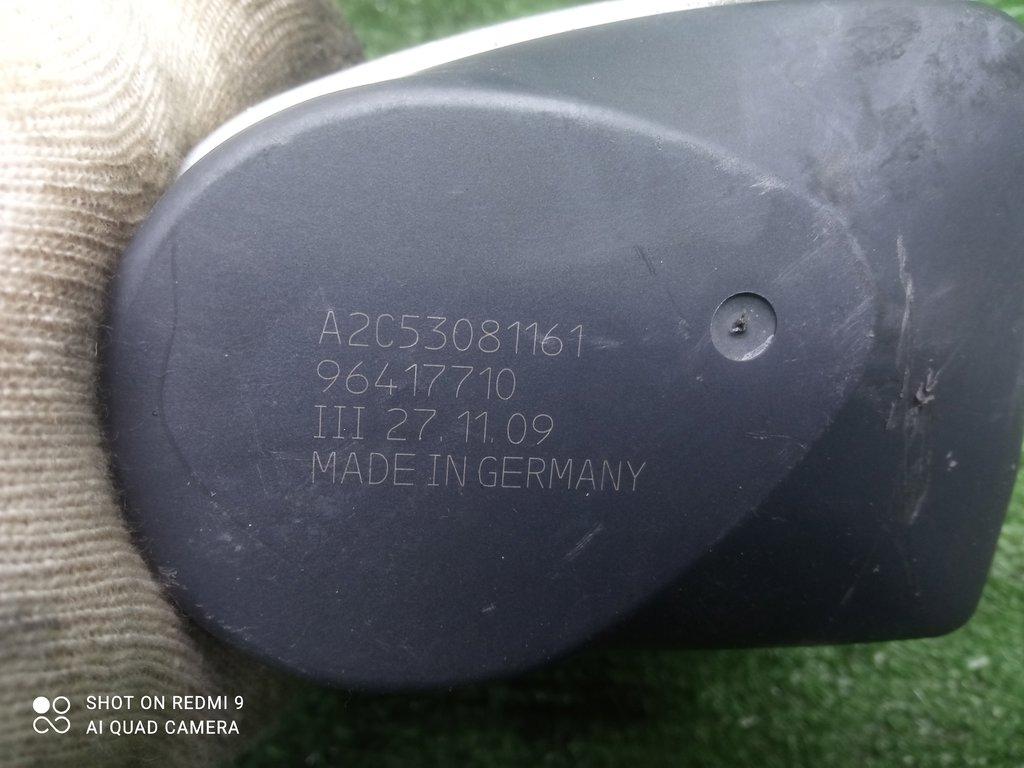 A2C53081161
96417710
III 27.11.09
MADE IN GERMANY
SHOT ON REDMI 9
AI QUAD CAMERA